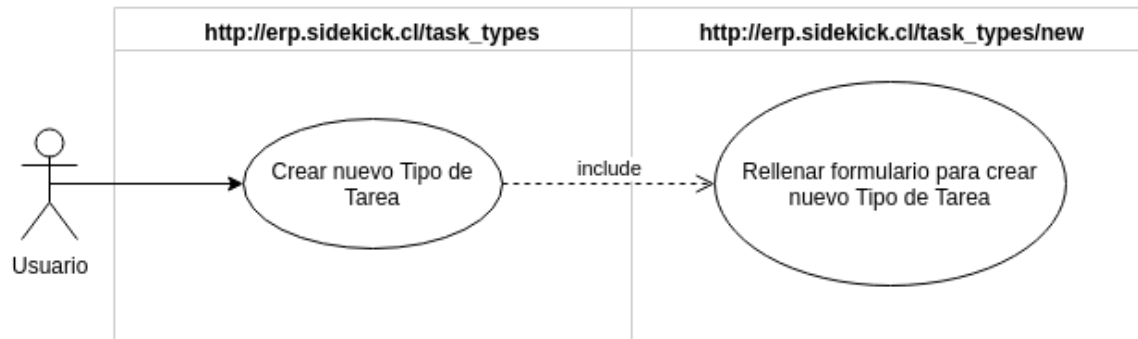 http://erp.sidekick.cl/task_types
http://erp.sidekick.cl/task_types/new
Usuario
Crear nuevo Tipo de
Tarea
include
Rellenar formulario para crear
nuevo Tipo de Tarea